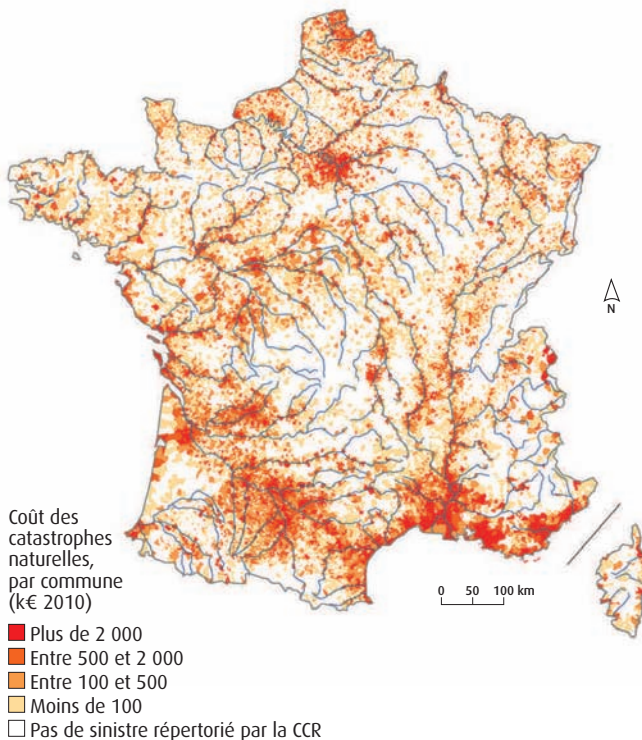 N
Coût des
catastrophes
naturelles,
par commune
(k€ 2010)
0 50 100 km
Plus de 2 000
Entre 500 et 2 000
Entre 100 et 500
Moins de 100
Pas de sinistre répertorié par la CCR